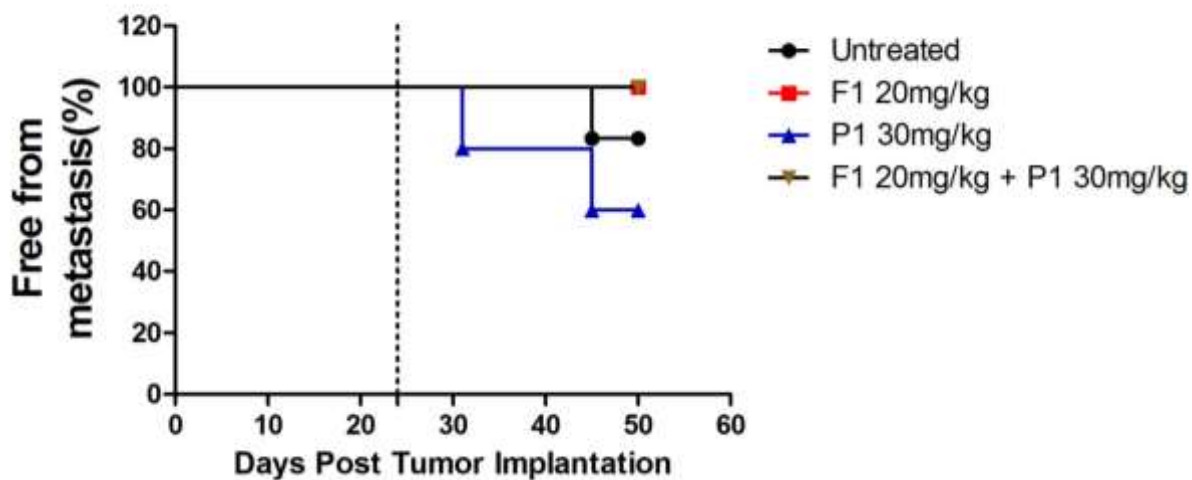 120
100
80
60
40
20
0
Free from
metastasis(%)
0 10 20 30 40 50 60
Days Post Tumor Implantation
Untreated
F1 20mg/kg
P1 30mg/kg
F1 20mg/kg + P1 30mg/kg